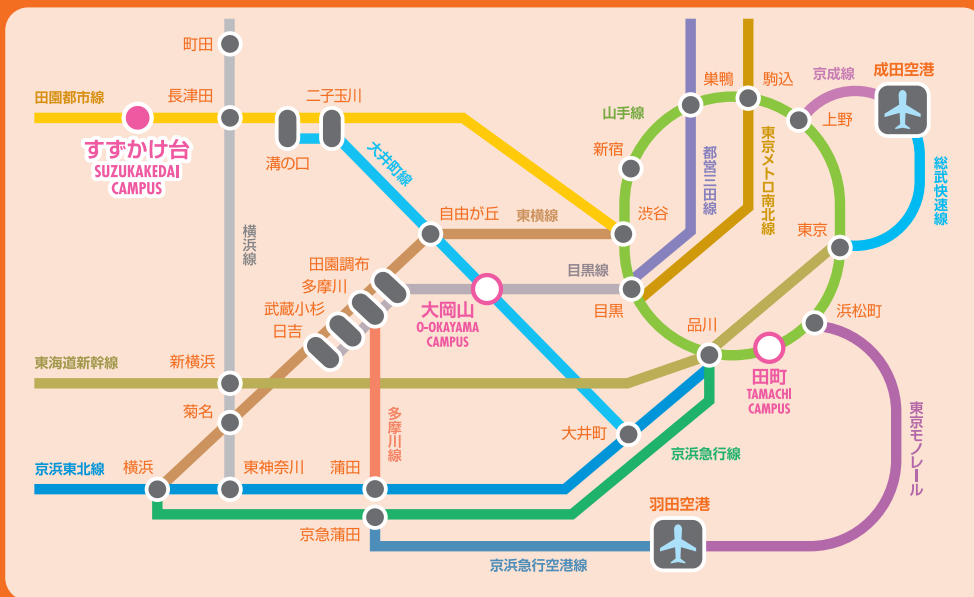 町田
田園都市線
長津田
二子玉川
すずかけ台
SUZUKAKEDAI
CAMPUS
溝の口
大井町線
横浜線
自由が丘
東横線
渋谷
新宿
山手線
巣鴨
駒込
京成線
成田空港
上野
都営三田線
東京メトロ南北線
総武快速線
東京
田園調布
多摩川
武蔵小杉
日吉
目黒線
目黒
大岡山
O-OKAYAMA
CAMPUS
品川
浜松町
田町
TAMACHI
CAMPUS
東海道新幹線
新横浜
菊名
多摩川線
大井町
京浜急行線
東京モノレール
京浜東北線
横浜
東神奈川
蒲田
京急蒲田
羽田空港
京浜急行空港線